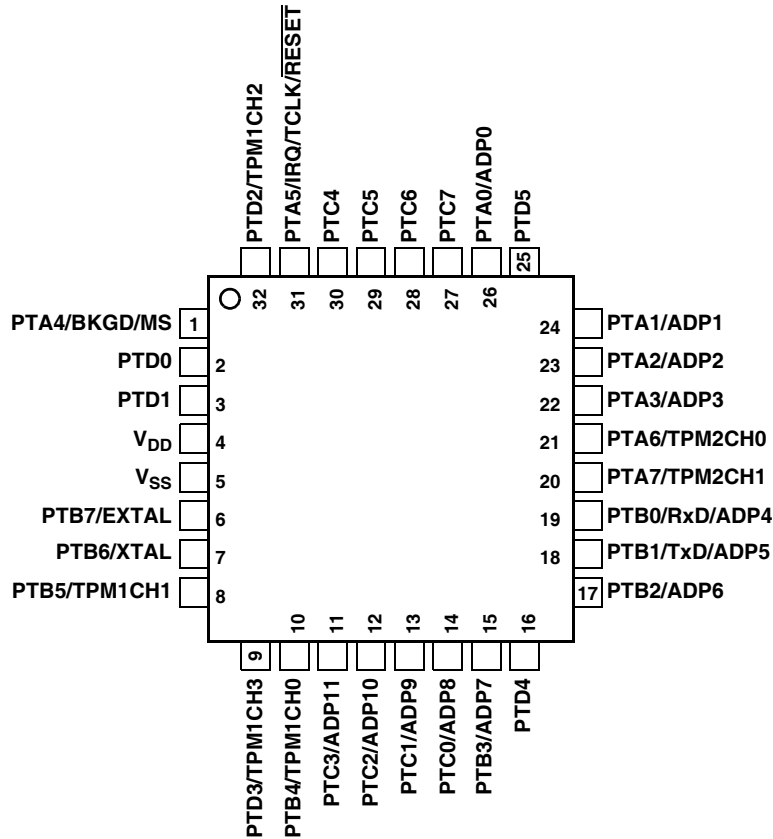 PTD2/TPM1CH2
PTA5/IRQ/TCLK/RESET
PTC4
PTC5
PTC6
PTC7
PTA0/ADP0
PTD5
32
31
30
29
28
27
26
25
PTA4/BKGD/MS 1
PTD0 2
PTD1 3
VDD 4
VSS 5
PTB7/EXTAL 6
PTB6/XTAL 7
PTB5/TPM1CH1 8
24 PTA1/ADP1
23 PTA2/ADP2
22 PTA3/ADP3
21 PTA6/TPM2CH0
20 PTA7/TPM2CH1
19 PTB0/RxD/ADP4
18 PTB1/TxD/ADP5
17 PTB2/ADP6
9
10
11
12
13
14
15
16
PTD3/TPM1CH3
PTB4/TPM1CH0
PTC3/ADP11
PTC2/ADP10
PTC1/ADP9
PTC0/ADP8
PTB3/ADP7
PTD4